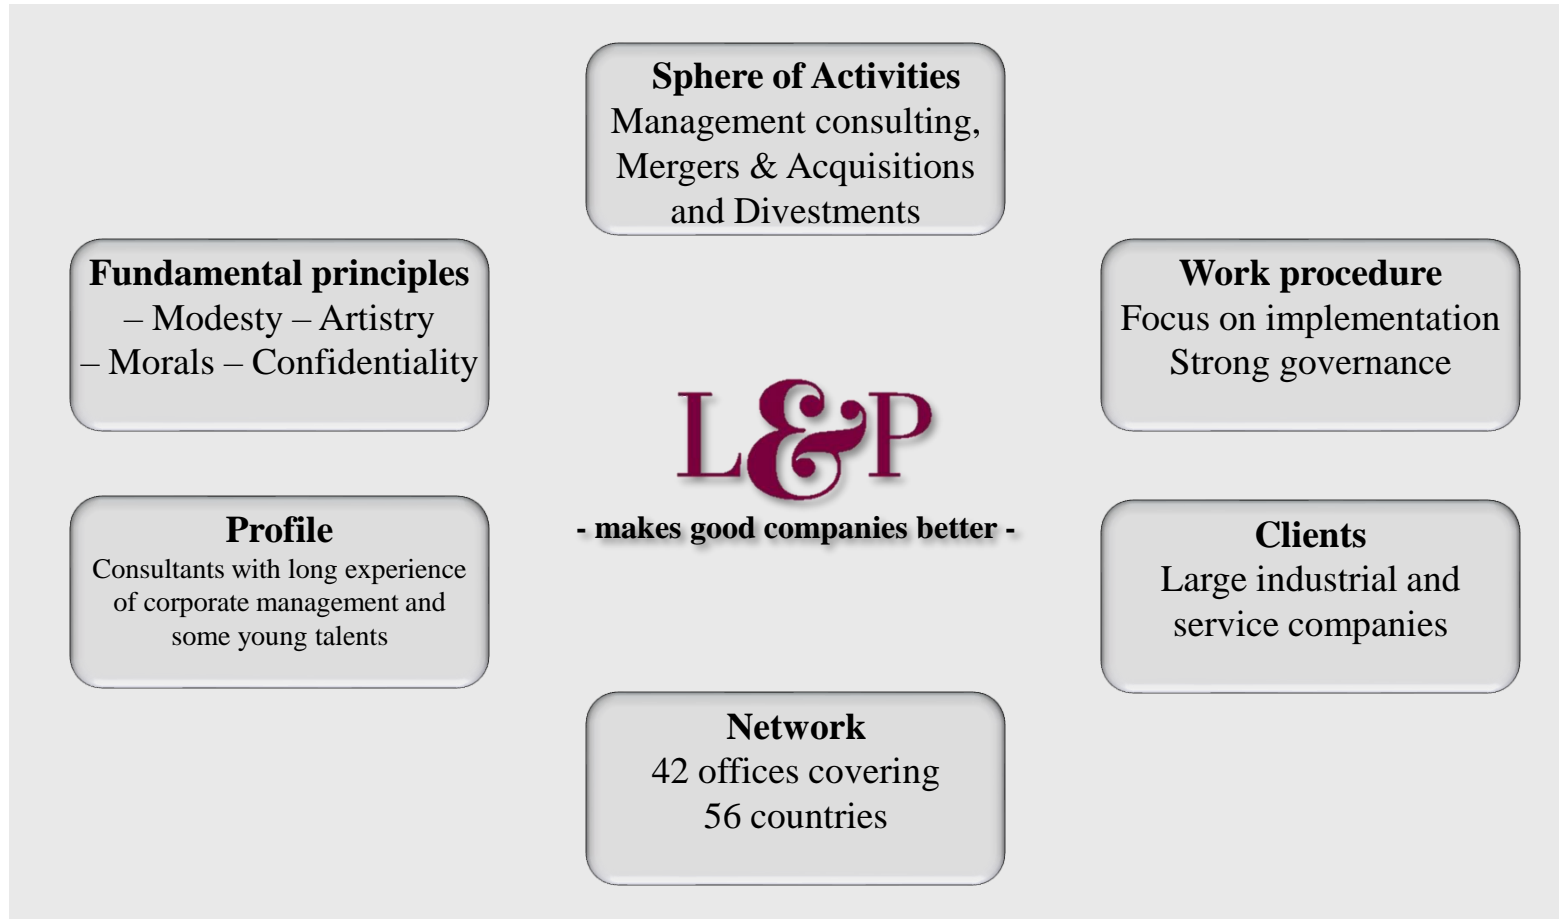 Sphere of Activities
Management consulting,
Mergers & Acquisitions
and Divestments
Fundamental principles
– Modesty – Artistry
– Morals – Confidentiality
Work procedure
Focus on implementation
Strong governance
L&P
- makes good companies better -
Profile
Consultants with long experience
of corporate management and
some young talents
Clients
Large industrial and
service companies
Network
42 offices covering
56 countries